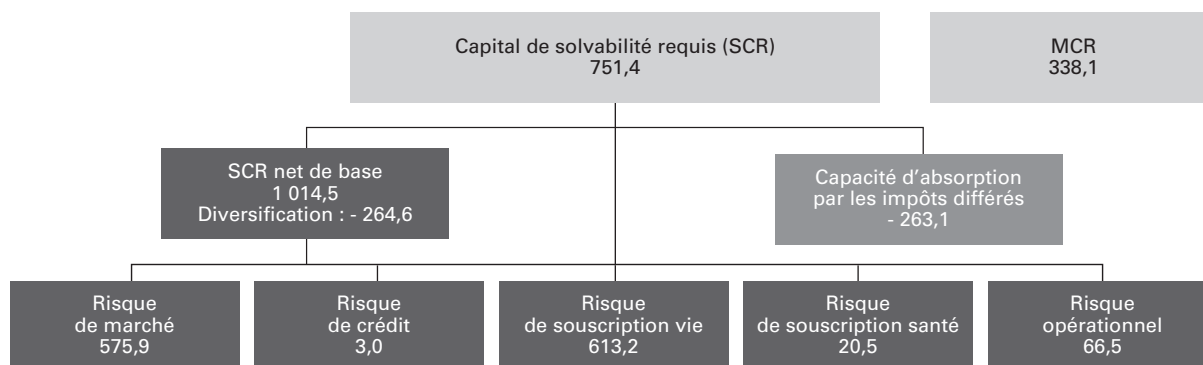 Capital de solvabilité requis (SCR)
751,4
MCR
338,1
SCR net de base
1 014,5
Diversification : - 264,6
Capacité d’absorption
par les impôts différés
- 263,1
Risque
de marché
575,9
Risque
de crédit
3,0
Risque
de souscription vie
613,2
Risque
de souscription santé
20,5
Risque
opérationnel
66,5